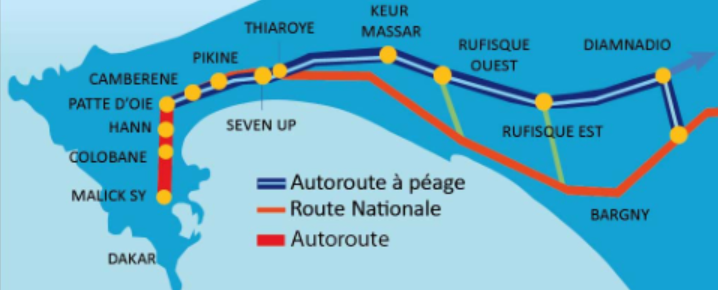 KEUR
MASSAR
THIAROYE
RUFISQUE
OUEST
DIAMNADIO
PIKINE
CAMBERENE
PATTE D'OIE
HANN
SEVEN UP
RUFISQUE EST
COLOBANE
MALICK SY
Autoroute à péage
Route Nationale
Autoroute
BARGNY
DAKAR